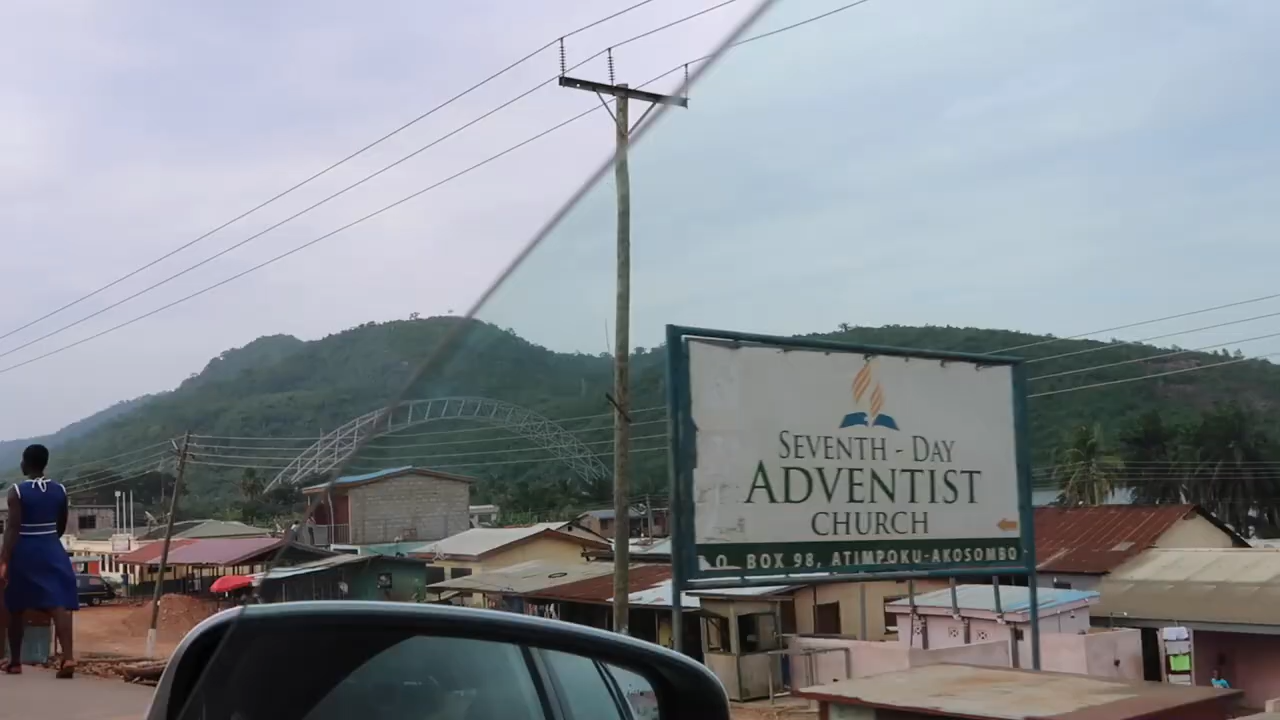 SEVENTH - DAY
ADVENTIST
CHURCH
P.O. BOX 98, ATIMPOKU-AKOSOMBO